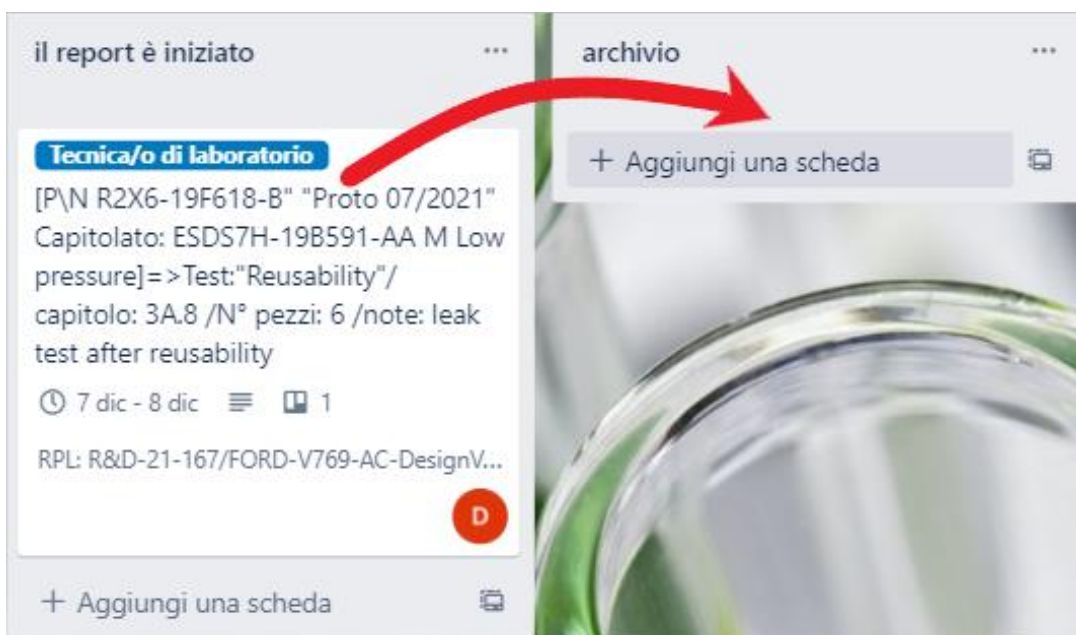 il report è iniziato
Tecnica/o di laboratorio
[P\N R2X6-19F618-B" "Proto 07/2021"
Capitolato: ESDS7H-19B591-AA M Low
pressure]=>Test:"Reusability"/
capitolo: 3A.8 /N° pezzi: 6 /note: leak
test after reusability
7 dic - 8 dic 1
RPL: R&D-21-167/FORD-V769-AC-DesignV...
D
+ Aggiungi una scheda
archivio
+ Aggiungi una scheda